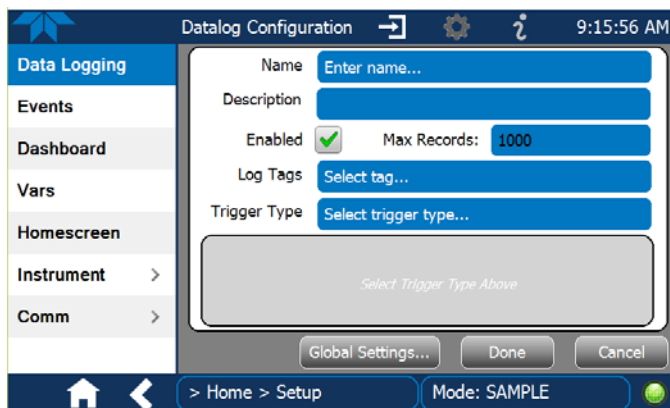 Datalog Configuration 9:15:56 AM
Data Logging
Events
Dashboard
Vars
Homescreen
Instrument >
Comm >
Name Enter name...
Description
Enabled Max Records: 1000
Log Tags Select tag...
Trigger Type Select trigger type...
Select Trigger Type Above
Global Settings... Done Cancel
> Home > Setup Mode: SAMPLE